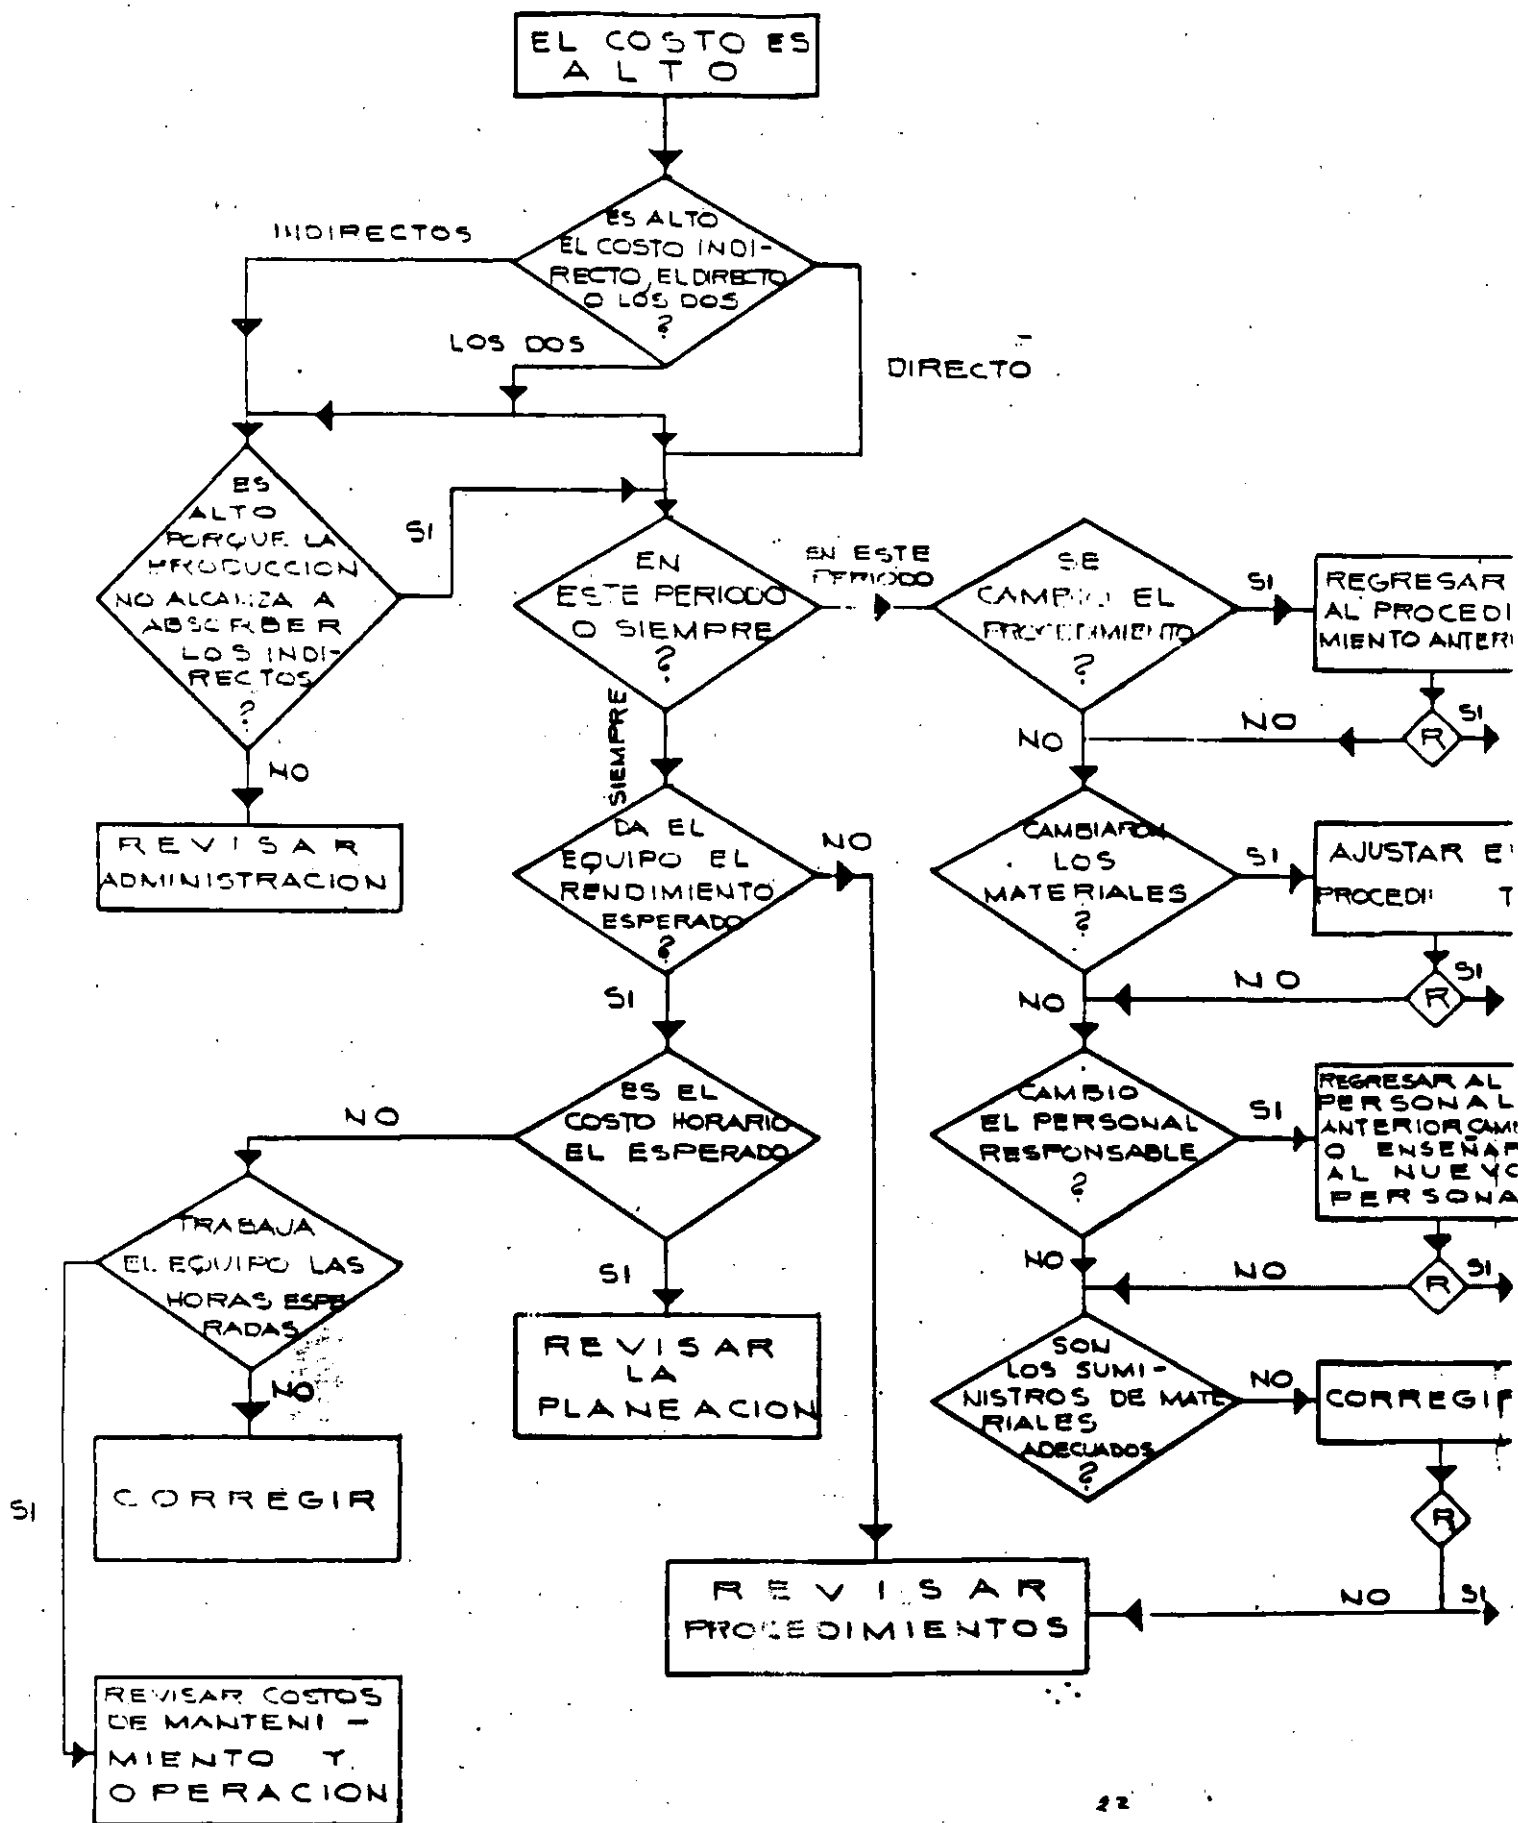 EL COSTO ES
ALTO
ES ALTO
EL COSTO INDI-
RECTO, EL DIRECTO
O LOS DOS
?
INDIRECTOS
LOS DOS
DIRECTO
ES
ALTO
PORQUE LA
PRODUCCION
NO ALCANZA A
ABSORBER
LOS INDI-
RECTOS
?
SI
NO
REVISAR
ADMINISTRACION
EN
ESTE PERIODO
O SIEMPRE
?
EN ESTE
PERIODO
SIEMPRE
SE
CAMBIO EL
PROCEDIMIENTO
?
SI
REGRESAR
AL PROCEDI
MIENTO ANTERI
R
SI
NO
NO
DA EL
EQUIPO EL
RENDIMIENTO
ESPERADO
?
NO
SI
CAMBIARON
LOS
MATERIALES
?
SI
AJUSTAR E
PROCEDI T
R
SI
NO
NO
ES EL
COSTO HORARIO
EL ESPERADO
NO
SI
CAMBIO
EL PERSONAL
RESPONSABLE
?
SI
REGRESAR AL
PERSONAL
ANTERIOR CAMB
O ENSEÑAR
AL NUEVO
PERSONA
R
SI
NO
NO
TRABAJA
EL EQUIPO LAS
HORAS ESPE
RADAS
NO
SI
CORREGIR
REVISAR
LA
PLANEACION
SON
LOS SUMI-
NISTROS DE MATE
RIALES
ADECUADOS
?
NO
CORREGIR
R
NO
SI
REVISAR
PROCEDIMIENTOS
REVISAR COSTOS
DE MANTENI-
MIENTO Y
OPERACION
22